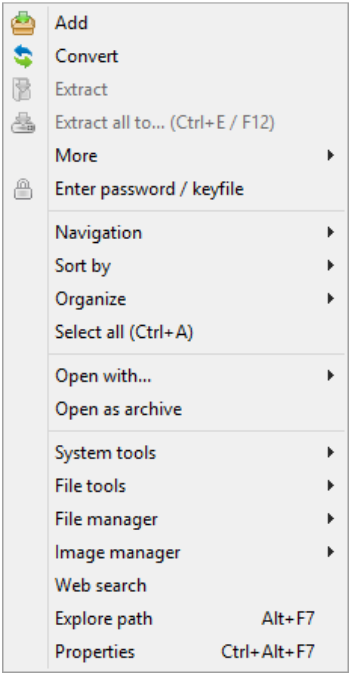 Add
Convert
Extract
Extract all to... (Ctrl+E / F12)
More
Enter password / keyfile
Navigation
Sort by
Organize
Select all (Ctrl+A)
Open with...
Open as archive
System tools
File tools
File manager
Image manager
Web search
Explore path Alt+F7
Properties Ctrl+Alt+F7